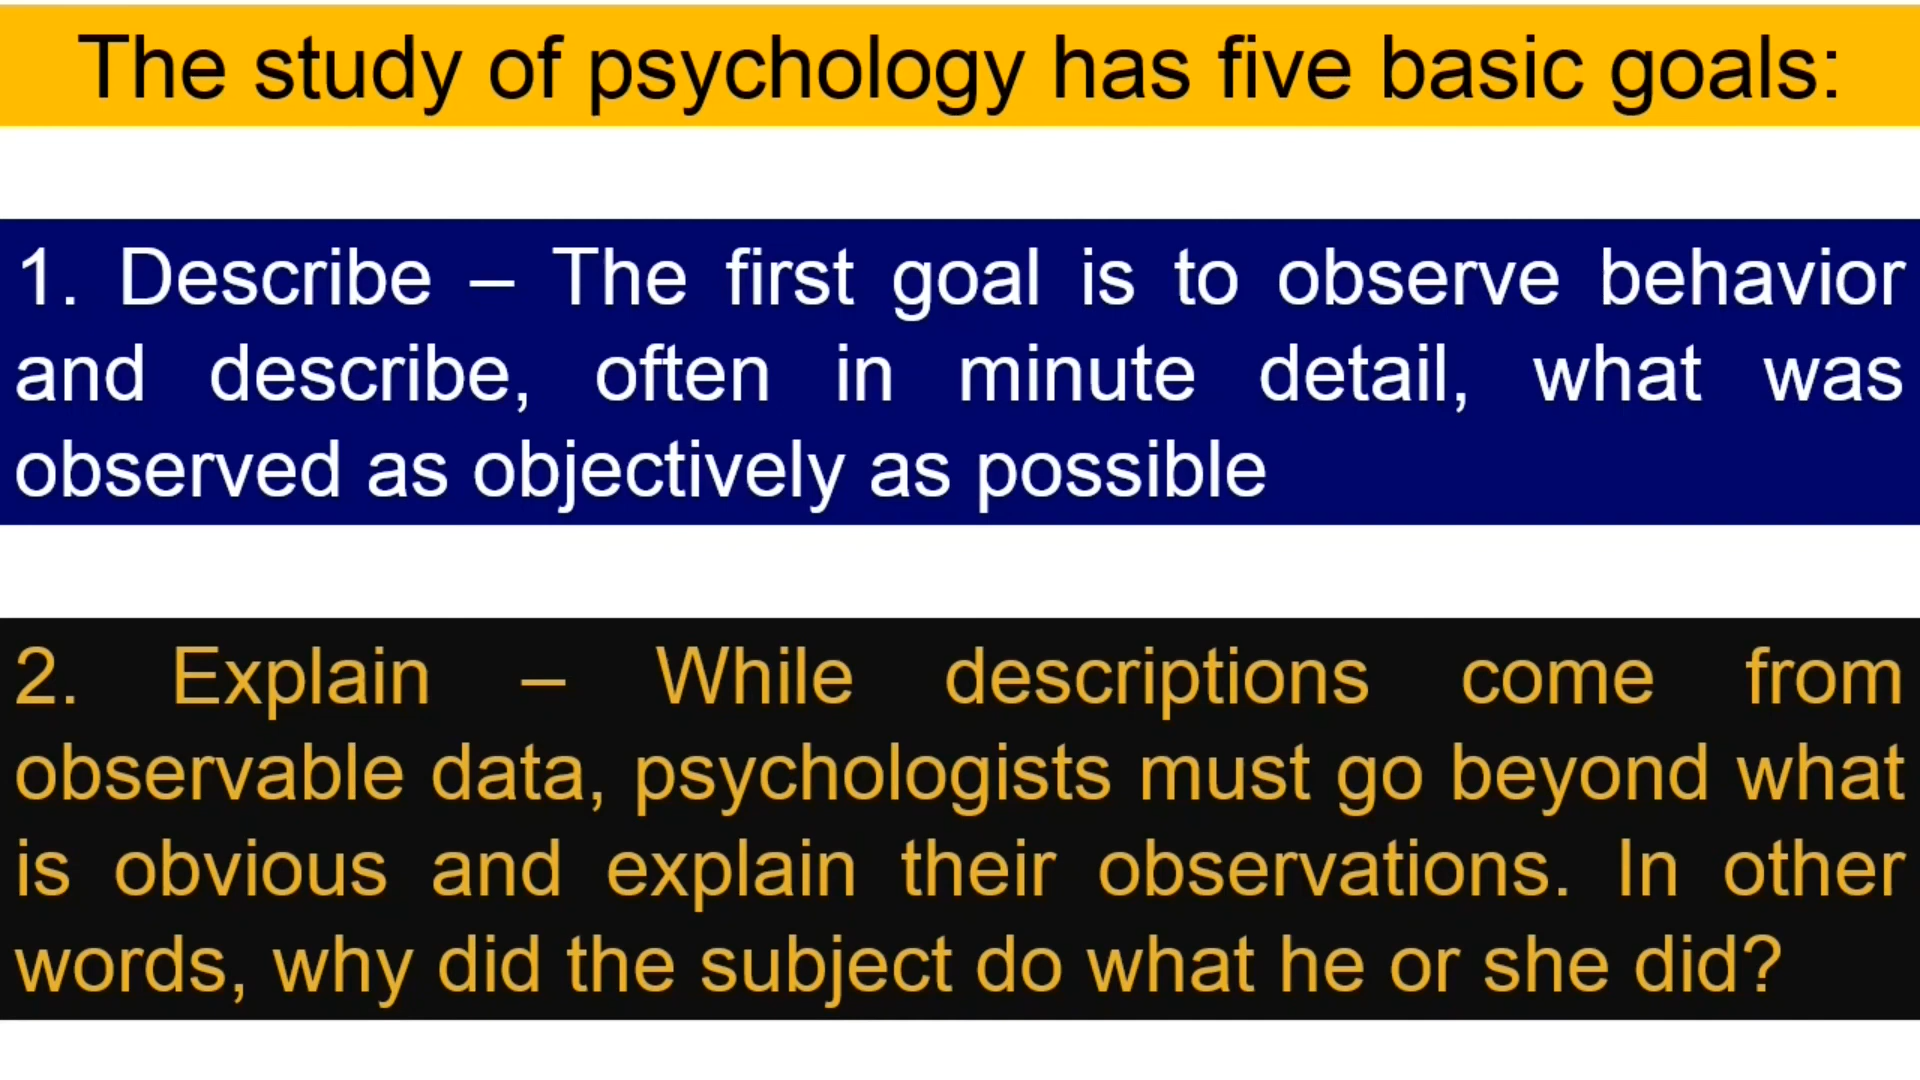 The study of psychology has five basic goals:
1. Describe – The first goal is to observe behavior
and describe, often in minute detail, what was
observed as objectively as possible
2. Explain – While descriptions come from
observable data, psychologists must go beyond what
is obvious and explain their observations. In other
words, why did the subject do what he or she did?